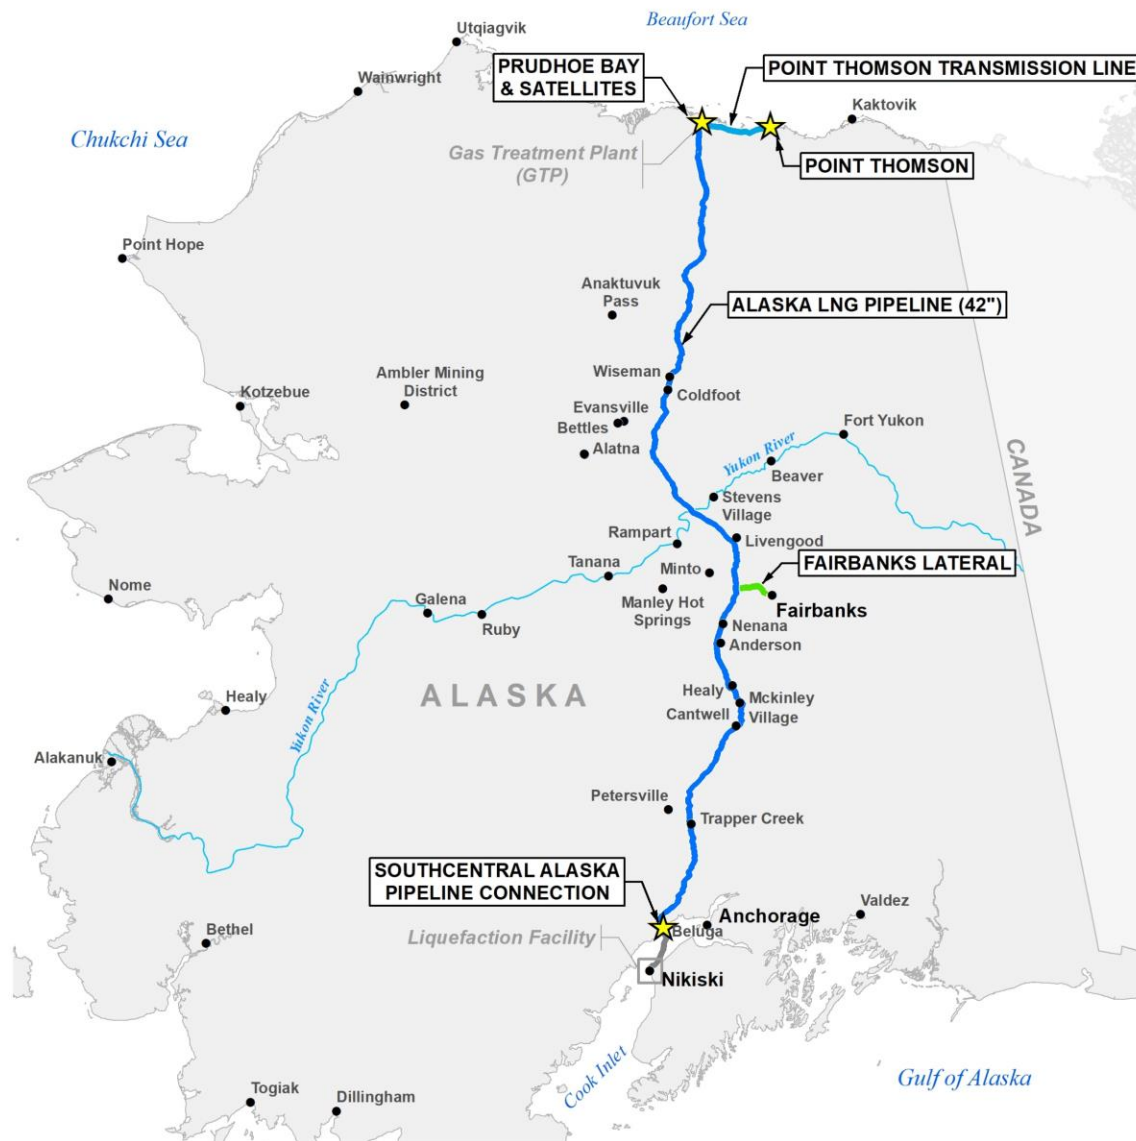 Beaufort Sea
Utqiagvik
PRUDHOE BAY
& SATELLITES
POINT THOMSON TRANSMISSION LINE
Wainwright
Kaktovik
Chukchi Sea
Gas Treatment Plant
(GTP)
POINT THOMSON
Point Hope
Anaktuvuk
Pass
ALASKA LNG PIPELINE (42")
Wiseman
Ambler Mining
District
Kotzebue
Coldfoot
Evansville
Bettles
Fort Yukon
Alatna
Yukon River
CANADA
Beaver
Stevens
Village
Rampart
Livengood
Tanana
Minto
FAIRBANKS LATERAL
Nome
Galena
Ruby
Manley Hot
Springs
Fairbanks
Nenana
Anderson
ALASKA
Healy
Healy
Mckinley
Village
Cantwell
Yukon River
Alakanuk
Petersville
Trapper Creek
SOUTHCENTRAL ALASKA
PIPELINE CONNECTION
Anchorage
Valdez
Bethel
Liquefaction Facility
Beluga
Nikiski
Cook Inlet
Gulf of Alaska
Togiak
Dillingham